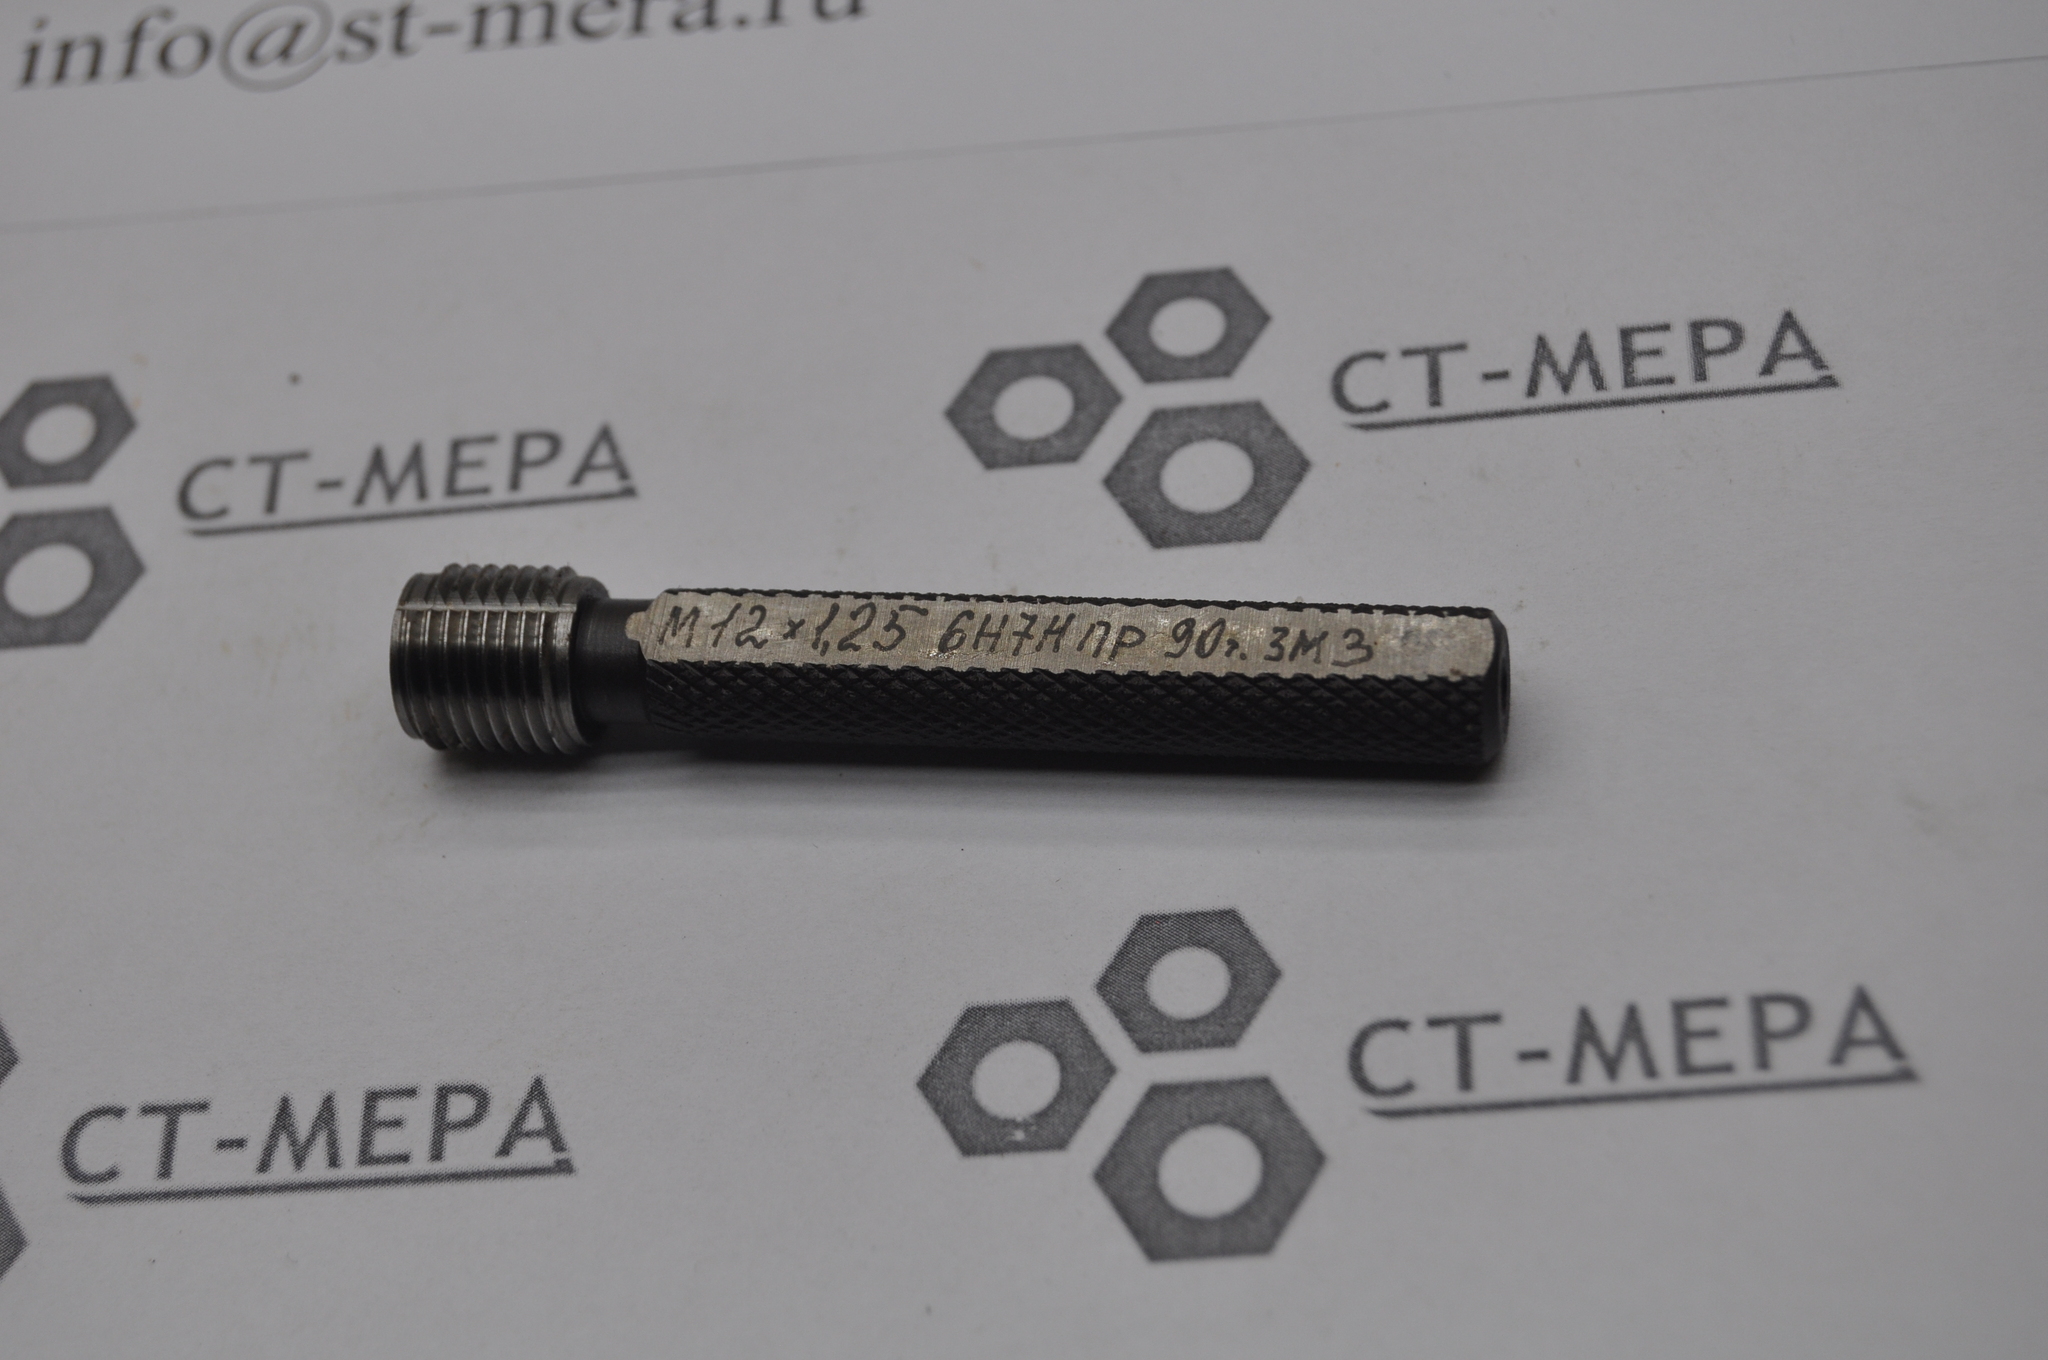 info@st-mera.ru
СТ-МЕРА
СТ-МЕРА
М12×1,25 6Н7Н ПР 90г. ЗМЗ
СТ-МЕРА
СТ-МЕРА